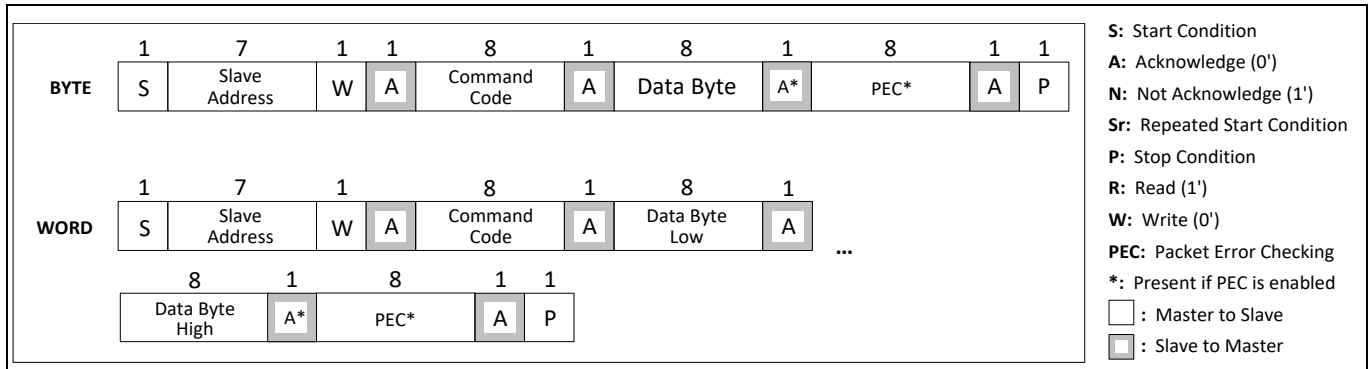 1 7 1 1 8 1 8 1 8 1 1
BYTE S Slave Address W A Command Code A Data Byte A* PEC* A P
1 7 1 8 1 8 1
WORD S Slave Address W A Command Code A Data Byte Low A ...
8 1 8 1 1
Data Byte High A* PEC* A P
S: Start Condition
A: Acknowledge (0')
N: Not Acknowledge (1')
Sr: Repeated Start Condition
P: Stop Condition
R: Read (1')
W: Write (0')
PEC: Packet Error Checking
*: Present if PEC is enabled
: Master to Slave
: Slave to Master